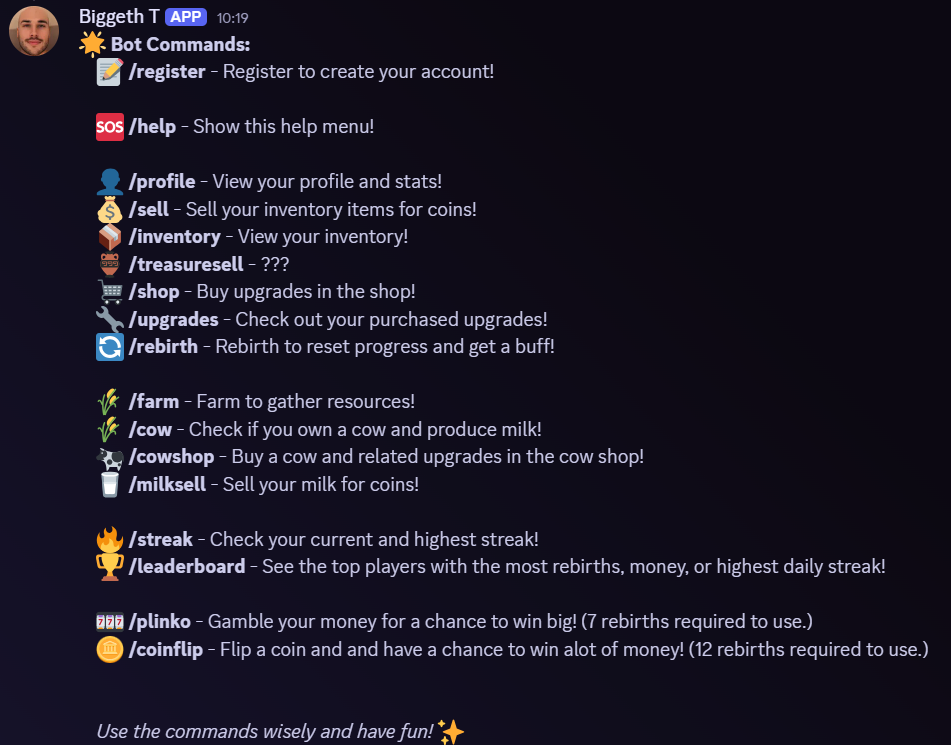 Biggeth T APP 10:19
Bot Commands:
/register - Register to create your account!
SOS /help - Show this help menu!
/profile - View your profile and stats!
/sell - Sell your inventory items for coins!
/inventory - View your inventory!
/treasuresell - ???
/shop - Buy upgrades in the shop!
/upgrades - Check out your purchased upgrades!
/rebirth - Rebirth to reset progress and get a buff!
/farm - Farm to gather resources!
/cow - Check if you own a cow and produce milk!
/cowshop - Buy a cow and related upgrades in the cow shop!
/milksell - Sell your milk for coins!
/streak - Check your current and highest streak!
/leaderboard - See the top players with the most rebirths, money, or highest daily streak!
777 /plinko - Gamble your money for a chance to win big! (7 rebirths required to use.)
/coinflip - Flip a coin and and have a chance to win alot of money! (12 rebirths required to use.)
Use the commands wisely and have fun!